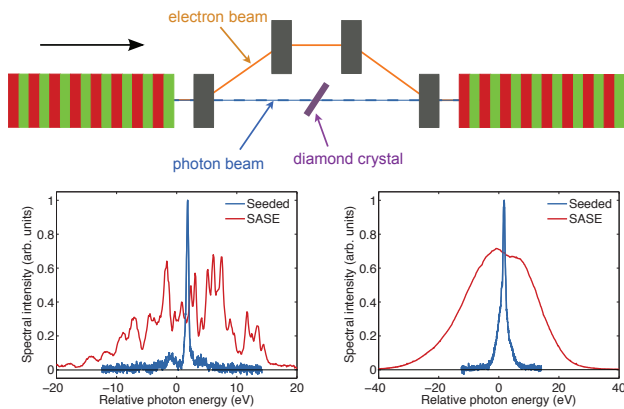 electron beam
photon beam
diamond crystal
Spectral intensity (arb. units)
1
0.8
0.6
0.4
0.2
0
Seeded
SASE
−20
−10
0
10
20
Relative photon energy (eV)
Spectral intensity (arb. units)
1
0.8
0.6
0.4
0.2
0
Seeded
SASE
−40
−20
0
20
40
Relative photon energy (eV)